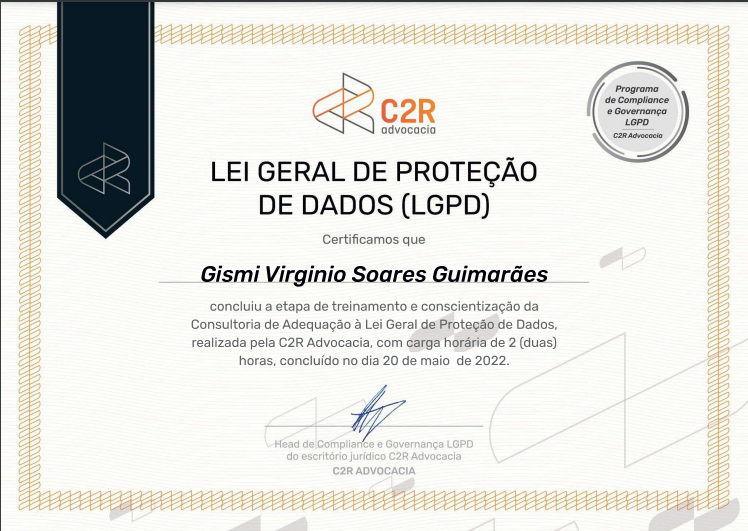 C2R
advocacia
Programa
de Compliance
e Governança
LGPD
C2R Advocacia
LEI GERAL DE PROTEÇÃO
DE DADOS (LGPD)
Certificamos que
Gismi Virginio Soares Guimarães
concluiu a etapa de treinamento e conscientização da
Consultoria de Adequação à Lei Geral de Proteção de Dados,
realizada pela C2R Advocacia, com carga horária de 2 (duas)
horas, concluído no dia 20 de maio de 2022.
Head de Compliance e Governança LGPD
do escritório jurídico C2R Advocacia
C2R ADVOCACIA